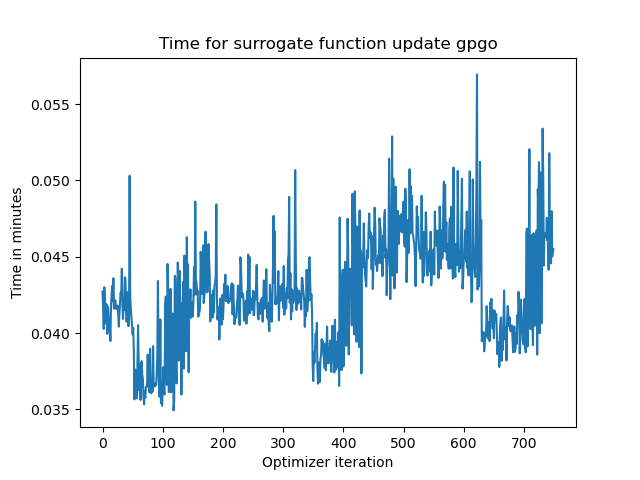 Time for surrogate function update gpgo
0.055
0.050
0.045
0.040
0.035
Time in minutes
0 100 200 300 400 500 600 700
Optimizer iteration